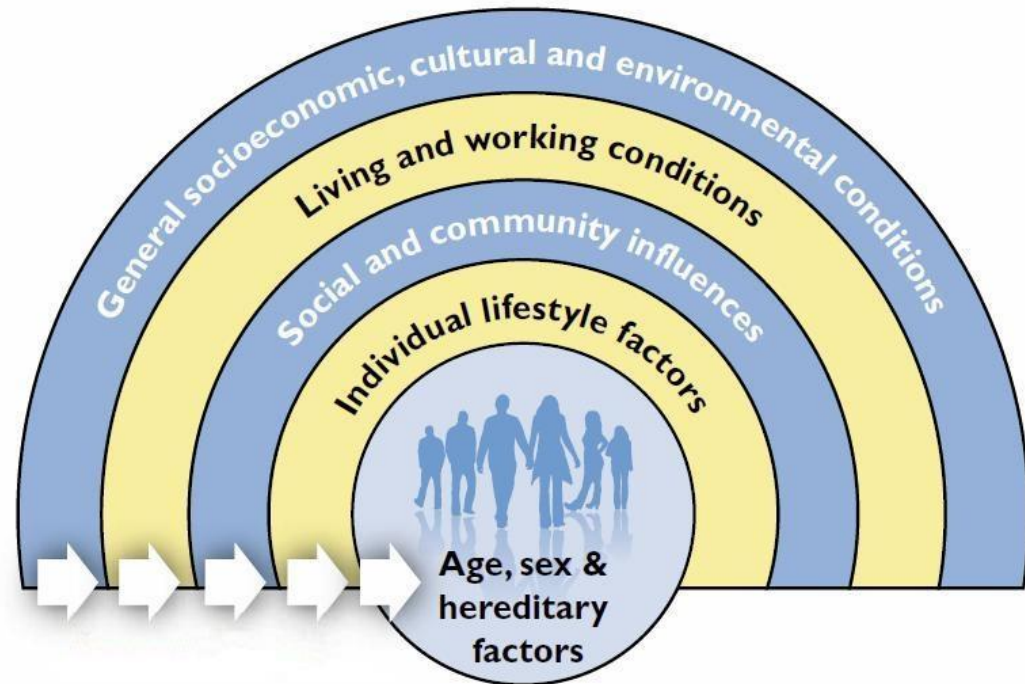 General socioeconomic, cultural and environmental conditions
Living and working conditions
Social and community influences
Individual lifestyle factors
Age, sex &
hereditary
factors